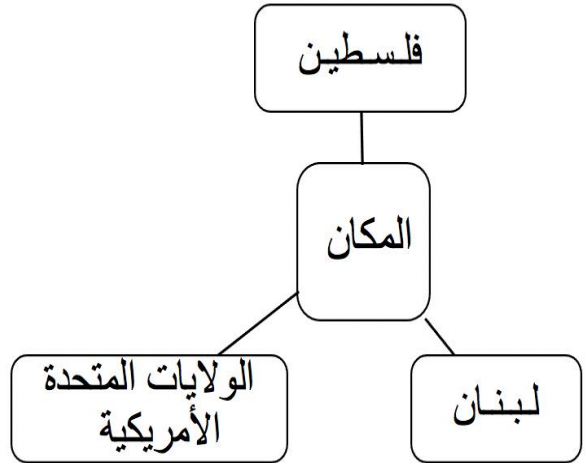 فلسطين
المكان
الولايات المتحدة
الأمريكية
لبنان